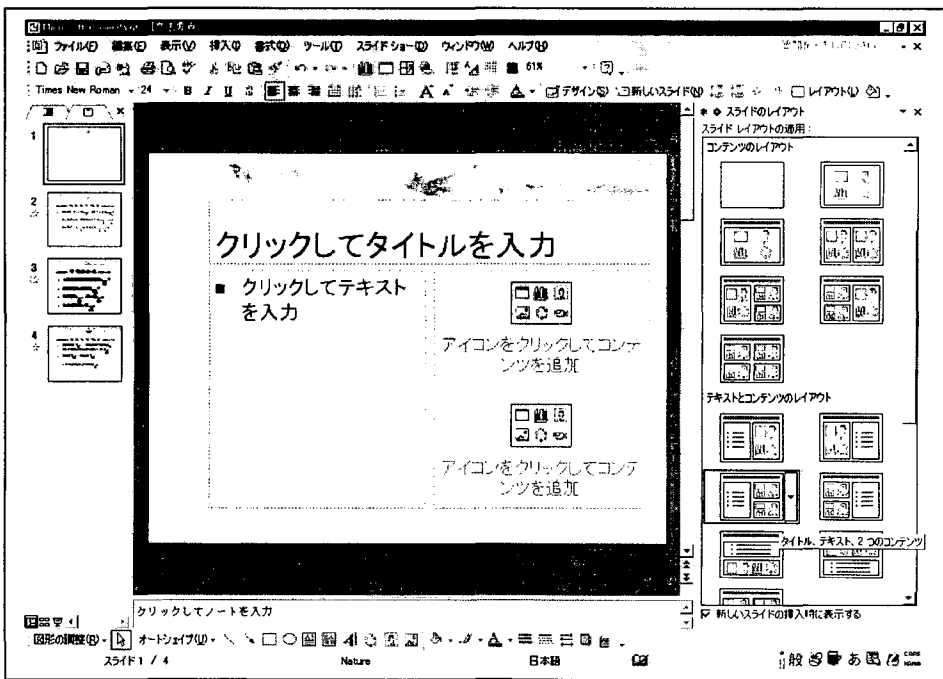 ファイル(F) 編集(E) 表示(V) 挿入(I) 書式(O) ツール(T) スライド ショー(D) ウィンドウ(W) ヘルプ(H)
61%
Times New Roman 24 B I U S デザイン(S) 新しいスライド(N) レイアウト(L)
スライドのレイアウト
スライド レイアウトの適用:
コンテンツのレイアウト
1
2
3
4
クリックしてタイトルを入力
■ クリックしてテキスト
を入力
アイコンをクリックしてコンテ
ンツを追加
アイコンをクリックしてコンテ
ンツを追加
テキストとコンテンツのレイアウト
タイトル、テキスト、2 つのコンテンツ
新しいスライドの挿入時に表示する
クリックしてノートを入力
図形の調整(R) オートシェイプ(U)
スライド 1 / 4 Nature 日本語
般 あ CAPS
KANA